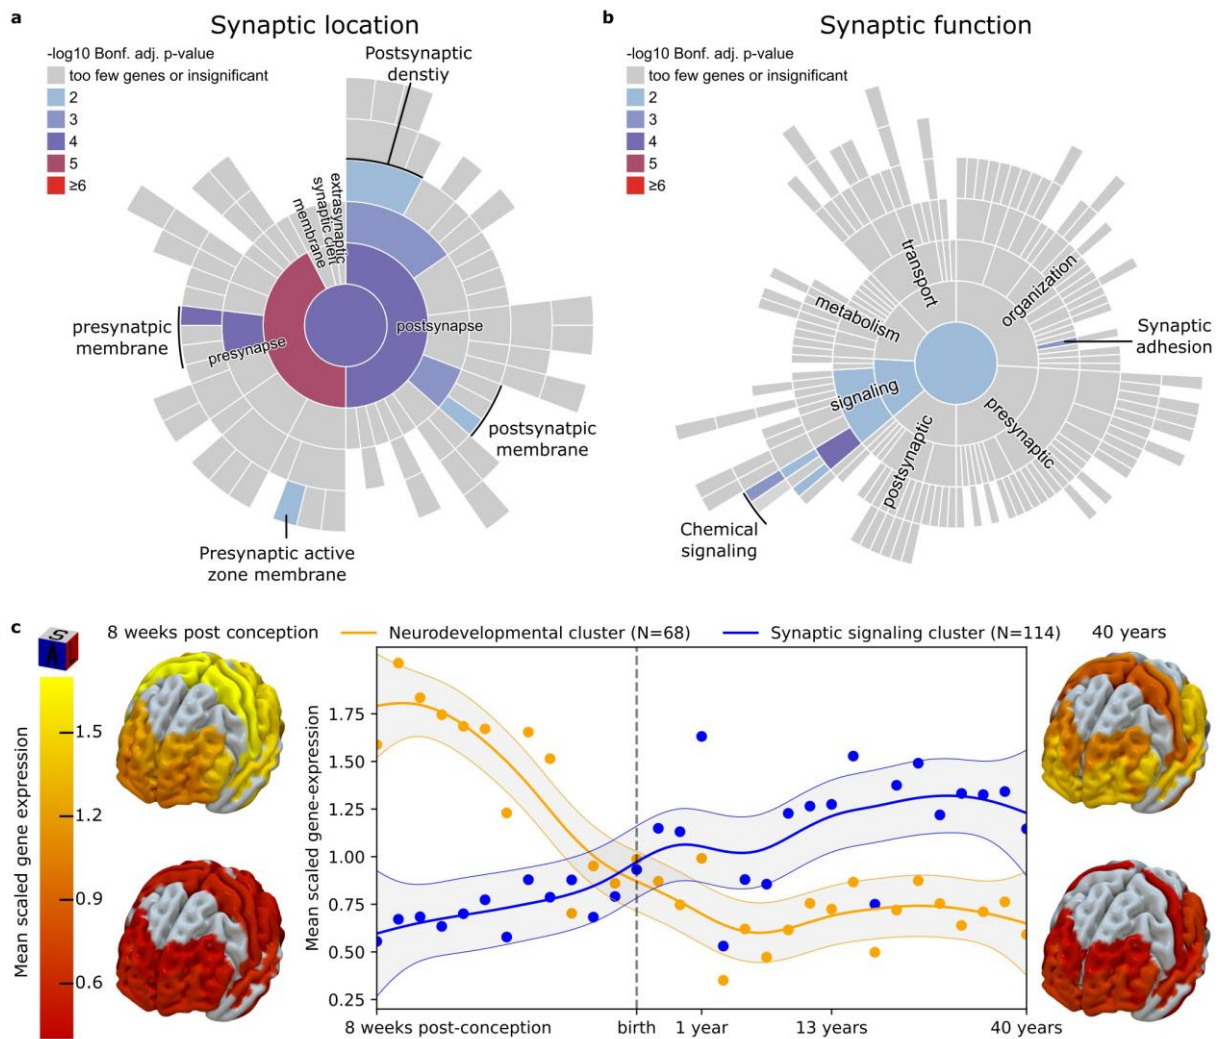 a
Synaptic location
-log10 Bonf. adj. p-value
too few genes or insignificant
2
3
4
5
≥6
Postsynaptic
denstiy
extrasynaptic
synaptic cleft
membrane
postsynapse
presynapse
presynatpic
membrane
postsynatpic
membrane
Presynaptic active
zone membrane
b
Synaptic function
-log10 Bonf. adj. p-value
too few genes or insignificant
2
3
4
5
≥6
transport
organization
metabolism
signaling
postsynaptic
presynaptic
Synaptic
adhesion
Chemical
signaling
c
S
A
L
8 weeks post conception
Neurodevelopmental cluster (N=68)
Synaptic signaling cluster (N=114)
40 years
Mean scaled gene expression
1.5
1.2
0.9
0.6
Mean scaled gene-expression
1.75
1.50
1.25
1.00
0.75
0.50
0.25
8 weeks post-conception
birth
1 year
13 years
40 years